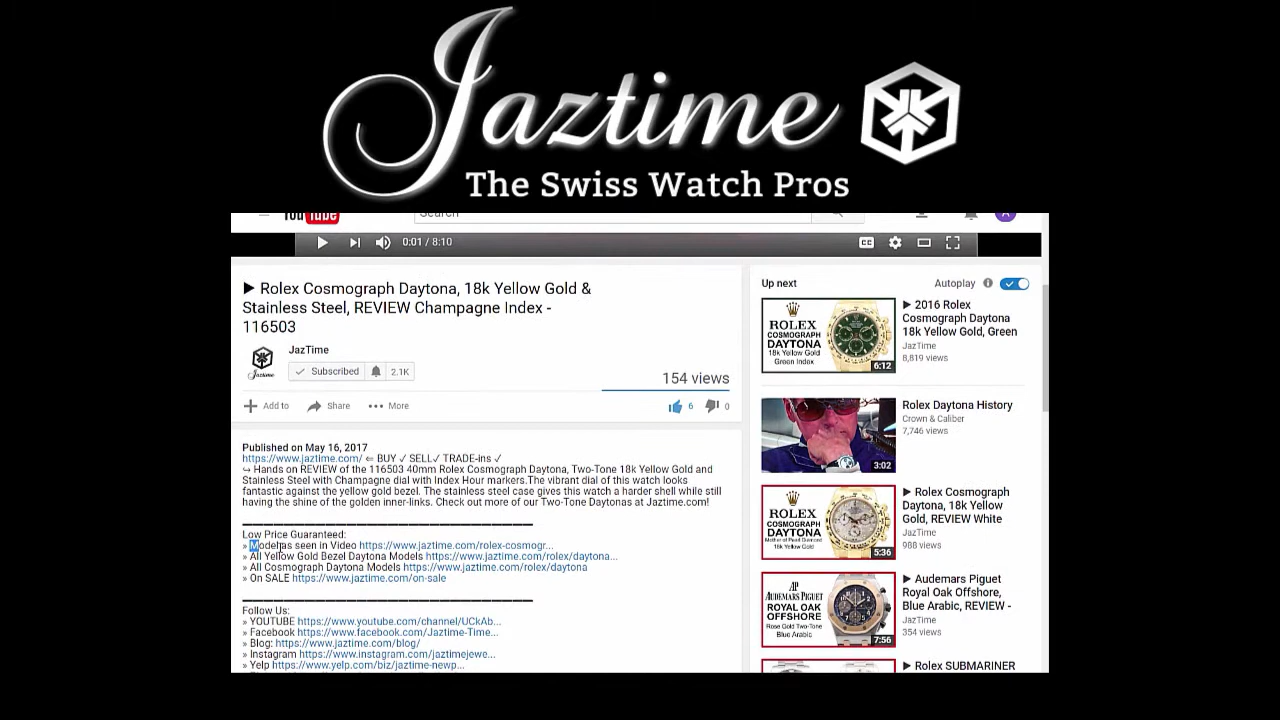 Jaztime
The Swiss Watch Pros
YouTube
Search
0:01 / 8:10
CC
▶ Rolex Cosmograph Daytona, 18k Yellow Gold &
Stainless Steel, REVIEW Champagne Index -
116503
JazTime
Jaztime
✓ Subscribed 2.1K
154 views
+ Add to Share ••• More
6 0
Published on May 16, 2017
https://www.jaztime.com/ ⇐ BUY ✓ SELL✓ TRADE-ins ✓
↪ Hands on REVIEW of the 116503 40mm Rolex Cosmograph Daytona, Two-Tone 18k Yellow Gold and
Stainless Steel with Champagne dial with Index Hour markers.The vibrant dial of this watch looks
fantastic against the yellow gold bezel. The stainless steel case gives this watch a harder shell while still
having the shine of the golden inner-links. Check out more of our Two-Tone Daytonas at Jaztime.com!
Low Price Guaranteed:
» Models seen in Video https://www.jaztime.com/rolex-cosmogr...
» All Yellow Gold Bezel Daytona Models https://www.jaztime.com/rolex/daytona...
» All Cosmograph Daytona Models https://www.jaztime.com/rolex/daytona
» On SALE https://www.jaztime.com/on-sale
Follow Us:
» YOUTUBE https://www.youtube.com/channel/UCkAb...
» Facebook https://www.facebook.com/Jaztime-Time...
» Blog: https://www.jaztime.com/blog/
» Instagram https://www.instagram.com/jaztimejewe...
» Yelp https://www.yelp.com/biz/jaztime-newp...
Up next Autoplay
ROLEX
COSMOGRAPH
DAYTONA
18k Yellow Gold
Green Index
6:12
▶ 2016 Rolex
Cosmograph Daytona
18k Yellow Gold, Green
JazTime
8,819 views
3:02
Rolex Daytona History
Crown & Caliber
7,746 views
ROLEX
COSMOGRAPH
DAYTONA
Mother of Pearl Diamond
18k Yellow Gold
5:36
▶ Rolex Cosmograph
Daytona, 18k Yellow
Gold, REVIEW White
JazTime
988 views
AP
AUDEMARS PIGUET
ROYAL OAK
OFFSHORE
Rose Gold Two-Tone
Blue Arabic
7:56
▶ Audemars Piguet
Royal Oak Offshore,
Blue Arabic, REVIEW -
JazTime
354 views
▶ Rolex SUBMARINER